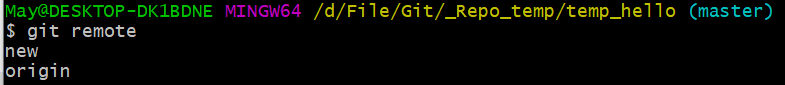 May@DESKTOP-DK1BDNE MINGW64 /d/File/Git/_Repo_temp/temp_hello (master)
$ git remote
new
origin